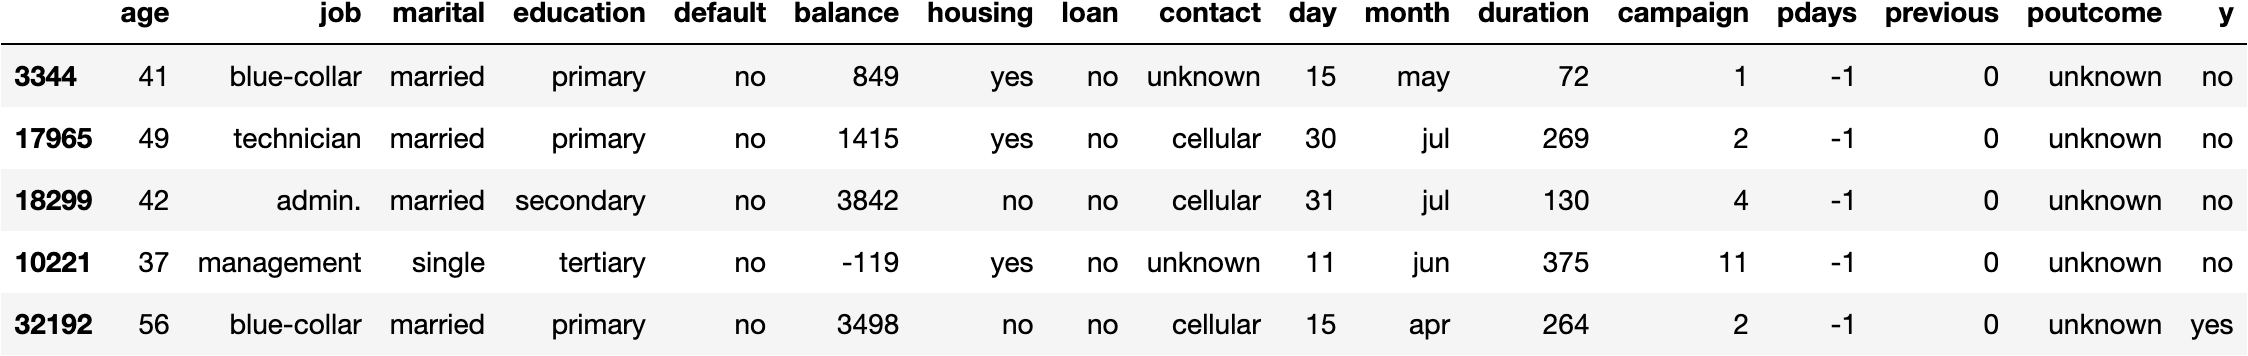 age job marital education default balance housing loan contact day month duration campaign pdays previous poutcome y
3344 41 blue-collar married primary no 849 yes no unknown 15 may 72 1 -1 0 unknown no
17965 49 technician married primary no 1415 yes no cellular 30 jul 269 2 -1 0 unknown no
18299 42 admin. married secondary no 3842 no no cellular 31 jul 130 4 -1 0 unknown no
10221 37 management single tertiary no -119 yes no unknown 11 jun 375 11 -1 0 unknown no
32192 56 blue-collar married primary no 3498 no no cellular 15 apr 264 2 -1 0 unknown yes